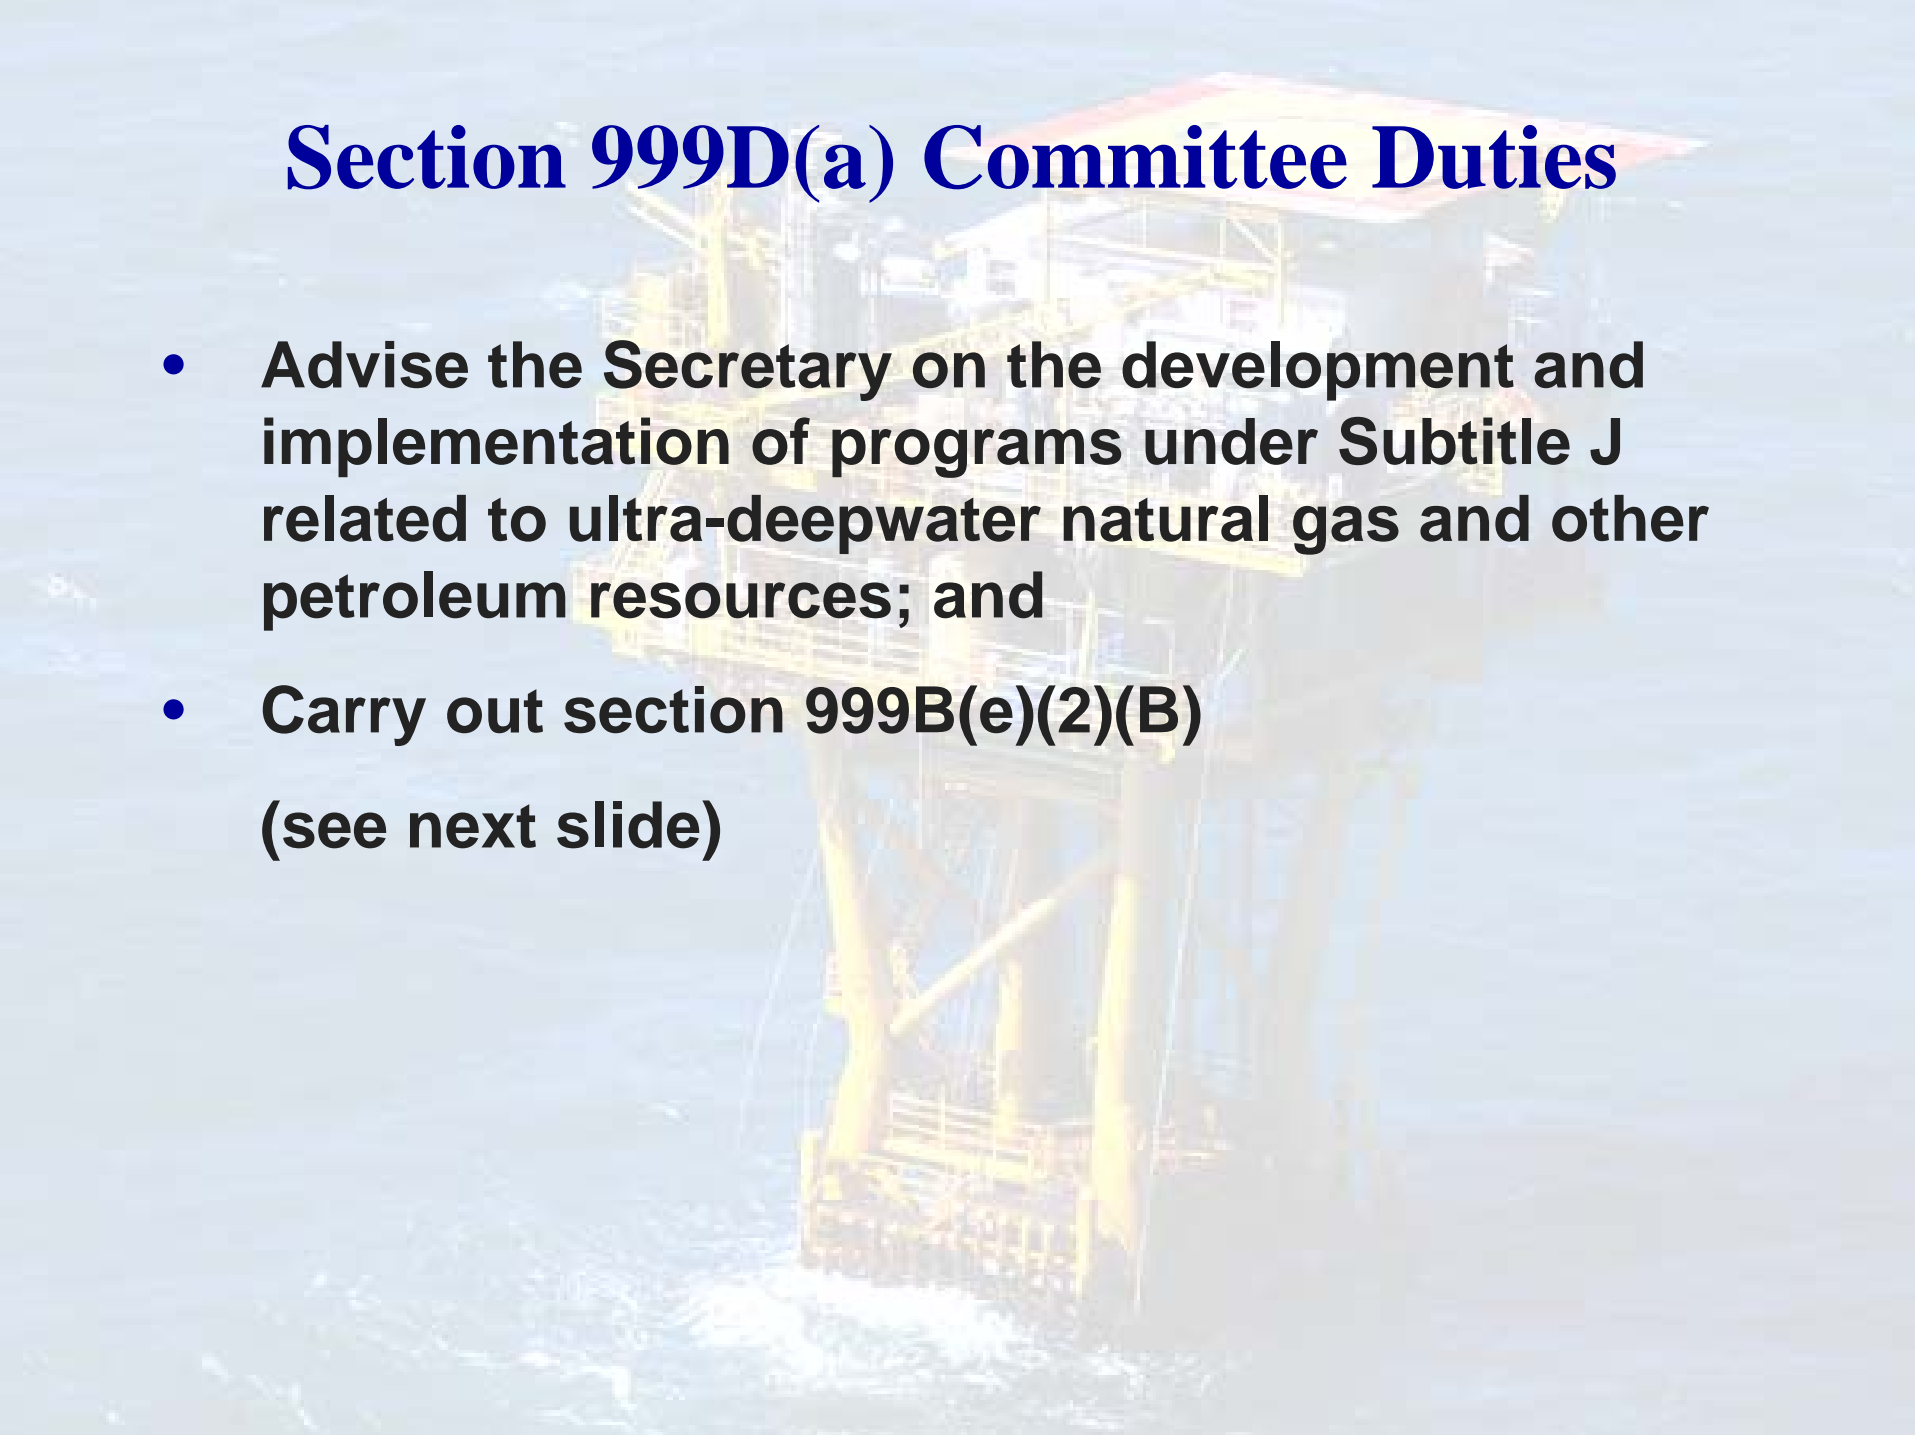 Section 999D(a) Committee Duties
• Advise the Secretary on the development and
implementation of programs under Subtitle J
related to ultra-deepwater natural gas and other
petroleum resources; and
• Carry out section 999B(e)(2)(B)
(see next slide)